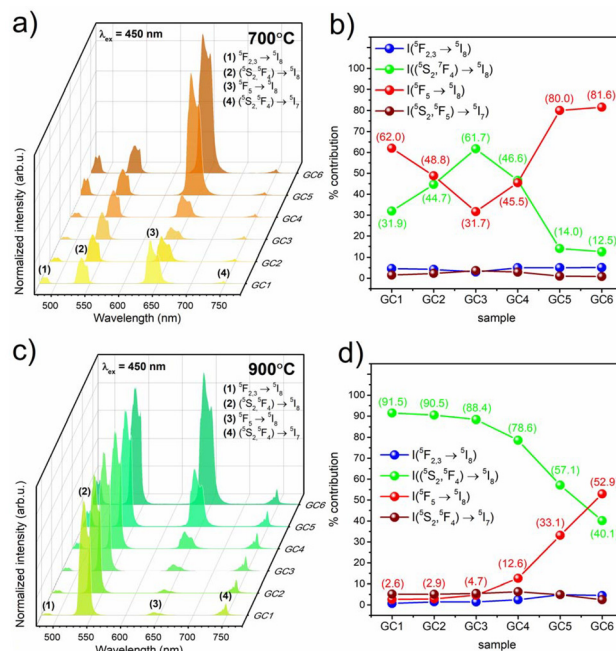 a)
λex = 450 nm
700°C
(1) ⁵F₂,₃ → ⁵I₈
(2) (⁵S₂,⁵F₄) → ⁵I₈
(3) ⁵F₅ → ⁵I₈
(4) (⁵S₂,⁵F₄) → ⁵I₇
Normalized intensity (arb.u.)
(1)
(2)
(3)
(4)
GC6
GC5
GC4
GC3
GC2
GC1
500 550 600 650 700 750
Wavelength (nm)
b)
I(⁵F₂,₃ → ⁵I₈)
I((⁵S₂,⁷F₄) → ⁵I₈)
I(⁵F₅ → ⁵I₈)
I(⁵S₂,⁵F₅) → ⁵I₇)
% contribution
100
90
80
70
60
50
40
30
20
10
0
(62.0)
(48.8)
(61.7)
(46.6)
(80.0)
(81.6)
(31.9)
(44.7)
(31.7)
(45.5)
(14.0)
(12.5)
GC1 GC2 GC3 GC4 GC5 GC6
sample
c)
λex = 450 nm
900°C
(1) ⁵F₂,₃ → ⁵I₈
(2) (⁵S₂,⁵F₄) → ⁵I₈
(3) ⁵F₅ → ⁵I₈
(4) (⁵S₂,⁵F₄) → ⁵I₇
Normalized intensity (arb.u.)
(1)
(2)
(3)
(4)
GC6
GC5
GC4
GC3
GC2
GC1
500 550 600 650 700 750
Wavelength (nm)
d)
% contribution
100
90
80
70
60
50
40
30
20
10
0
(91.5)
(90.5)
(88.4)
(78.6)
(57.1)
(52.9)
I(⁵F₂,₃ → ⁵I₈)
I((⁵S₂,⁵F₄) → ⁵I₈)
I(⁵F₅ → ⁵I₈)
I(⁵S₂,⁵F₄) → ⁵I₇)
(2.6)
(2.9)
(4.7)
(12.6)
(33.1)
(40.1)
GC1 GC2 GC3 GC4 GC5 GC6
sample